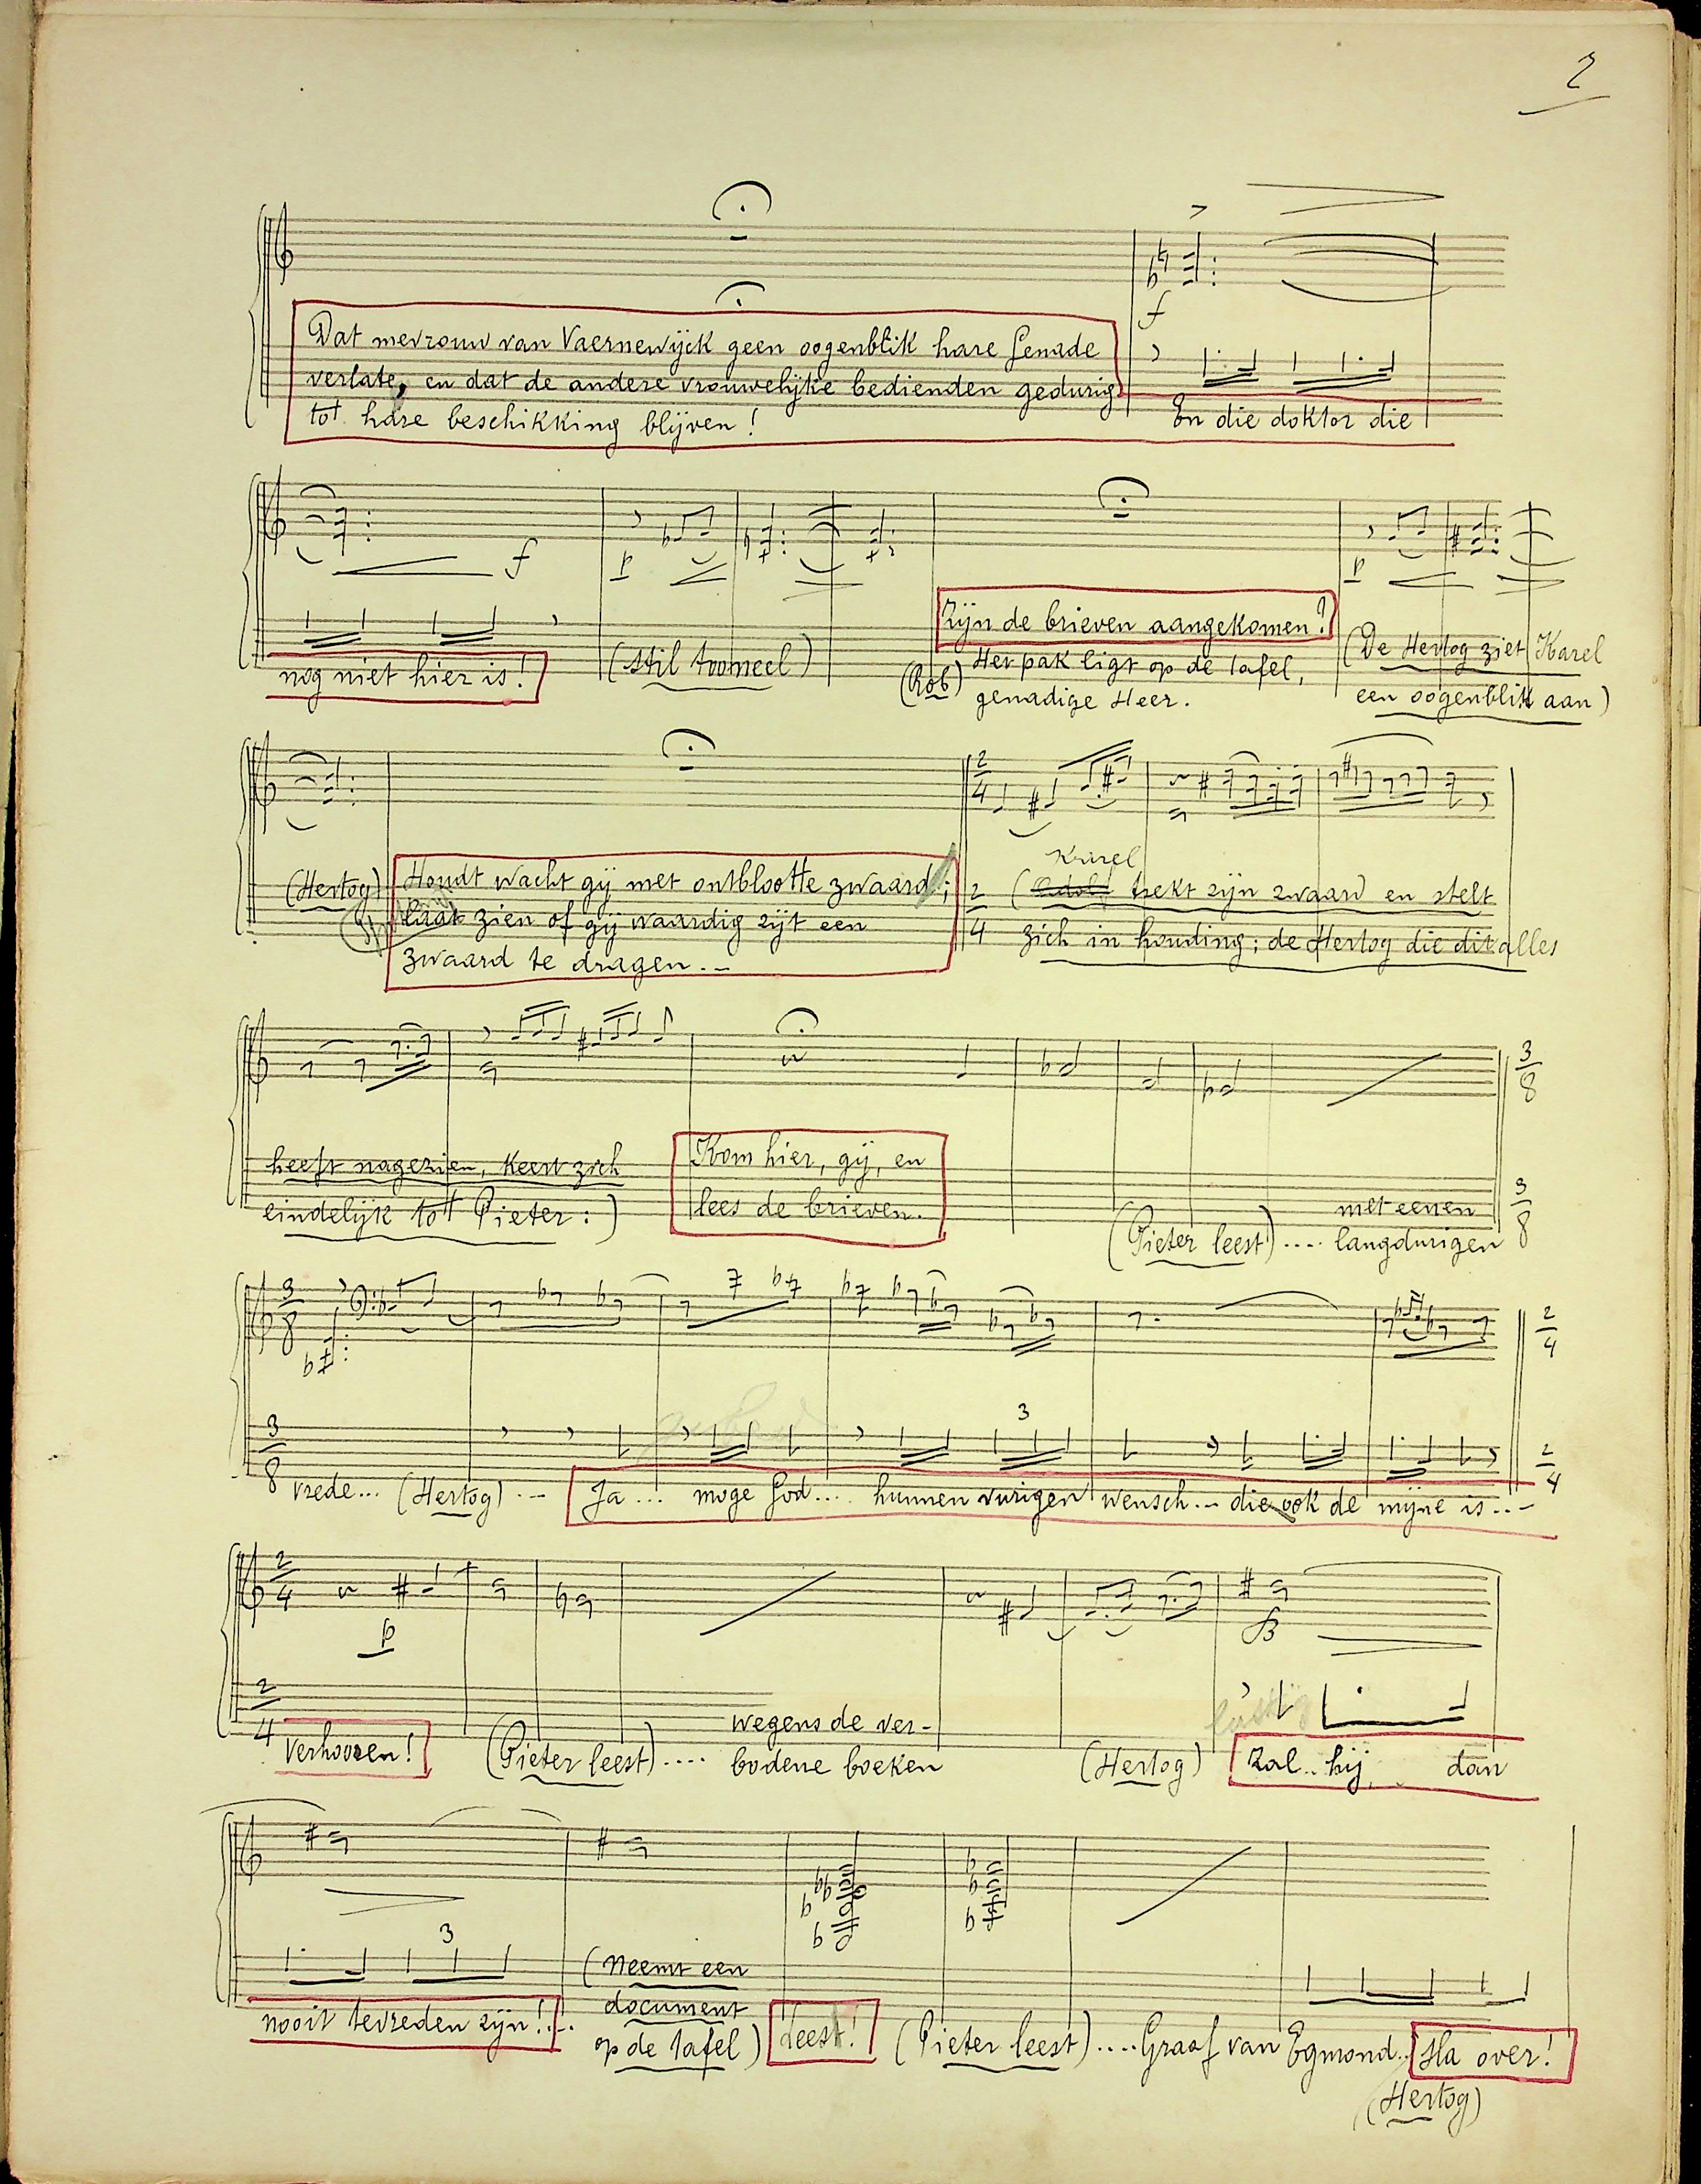 2
Dat mevrouw van Vaernewijck geen oogenblik hare Genade
verlate, en dat de andere vrouwelijke bedienden gedurig
tot hare beschikking blijven!
En die doktor die
nog niet hier is!
(Stil tooneel)
Zijn de brieven aangekomen?
(Rob) Het pak ligt op de tafel,
genadige Heer.
(De Hertog ziet Karel
een oogenblik aan)
(Hertog) Houdt wacht gij met ontblootte zwaard;
laat zien of gij waardig zijt een
zwaard te dragen.--
Karel
(Adolf trekt zijn zwaard en stelt
zich in houding; de Hertog die dit alles
heeft nagezien, keert zich
eindelijk tot Pieter:)
Kom hier, gij, en
lees de brieven.
(Pieter leest) .... met eenen
langdurigen
vrede... (Hertog) .-- Ja... moge God.... hunnen vurigen wensch.-- die ook de mijne is..-
verhooren!
(Pieter leest) .... wegens de ver-
bodene boeken
(Hertog) Zal.. hij dan
nooit tevreden zijn!..
(Neemt een
document
op de tafel)
Leest!
(Pieter leest) ....Graaf van Egmond.. Sla over!
(Hertog)
3
8
3
8
2
4
2
4
f
p
3